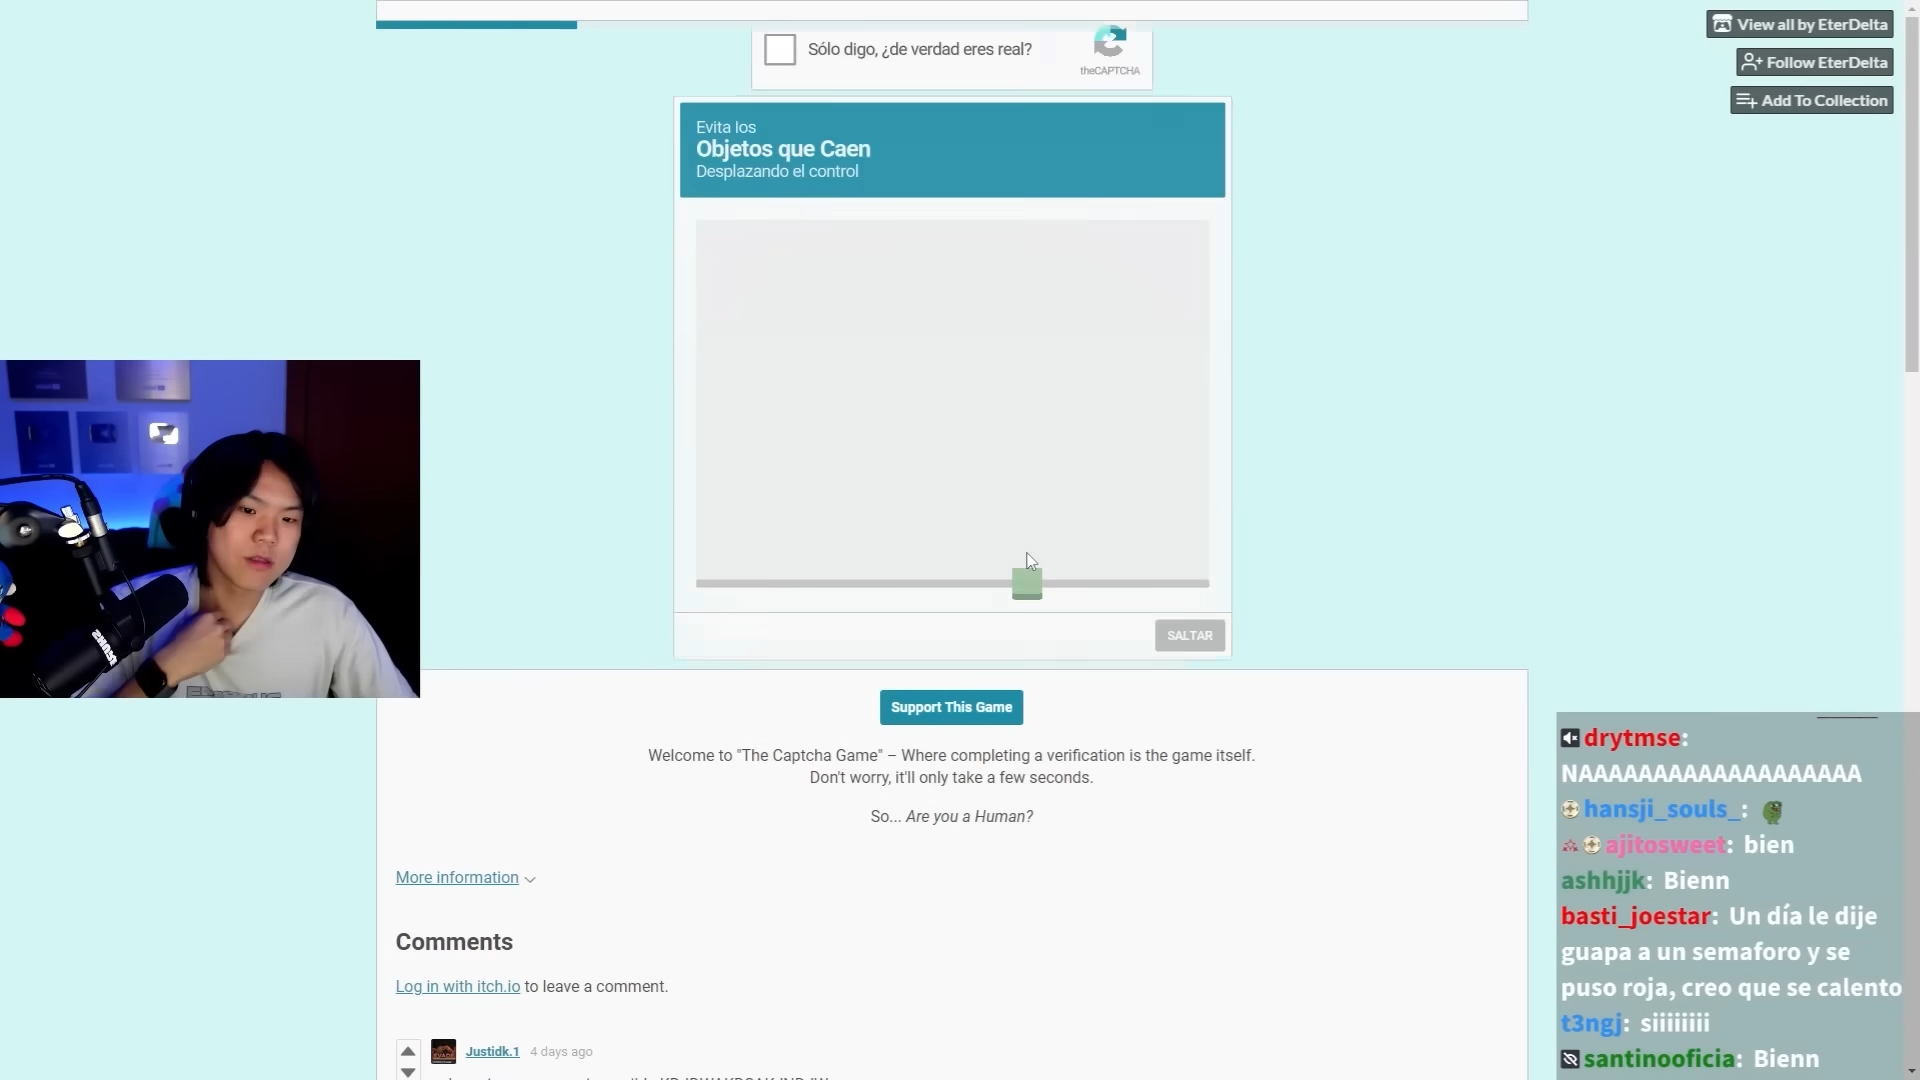 View all by EterDelta
Follow EterDelta
Add To Collection
Sólo digo, ¿de verdad eres real?
theCAPTCHA
Evita los
Objetos que Caen
Desplazando el control
SALTAR
Support This Game
Welcome to "The Captcha Game" – Where completing a verification is the game itself.
Don't worry, it'll only take a few seconds.
So... Are you a Human?
More information
Comments
Log in with itch.io to leave a comment.
Justidk.1 4 days ago
drytmse:
NAAAAAAAAAAAAAAAAAAA
hansji_souls_:
ajitosweet: bien
ashhjjk: Bienn
basti_joestar: Un día le dije
guapa a un semaforo y se
puso roja, creo que se calento
t3ngj: siiiiiiii
santinooficia: Bienn
SHURE